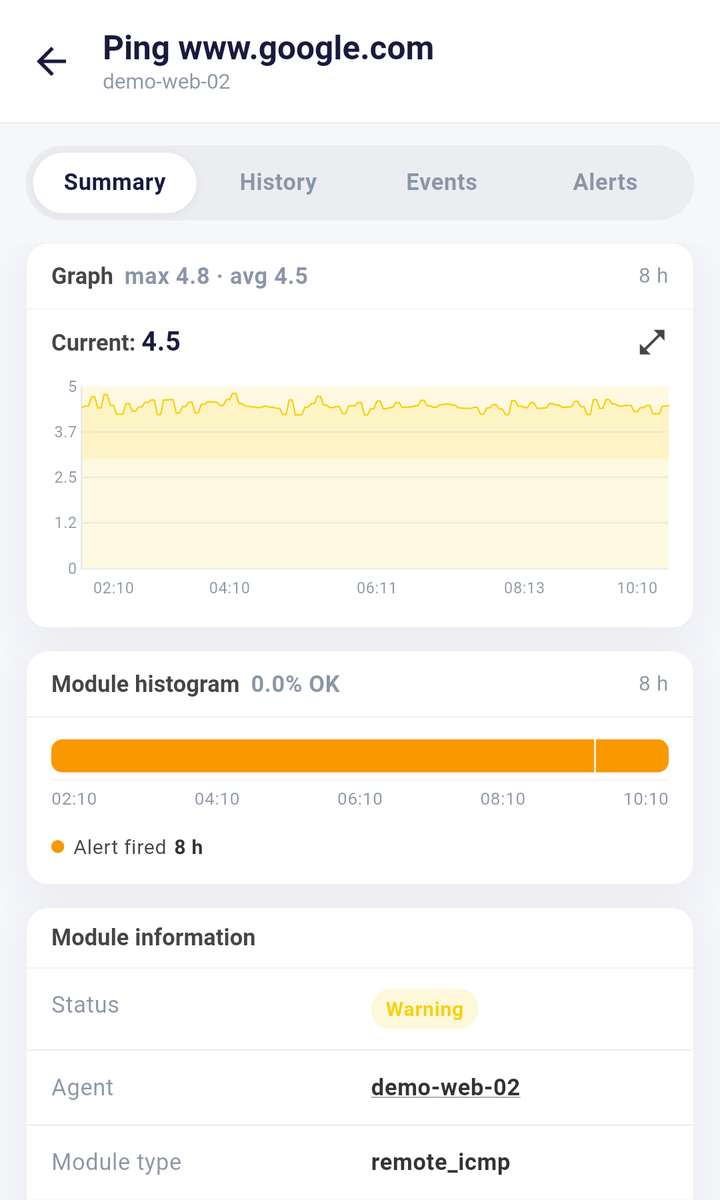 Ping www.google.com
demo-web-02
Summary History Events Alerts
Graph max 4.8 · avg 4.5 8 h
Current: 4.5
5
3.7
2.5
1.2
0
02:10 04:10 06:11 08:13 10:10
Module histogram 0.0% OK 8 h
02:10 04:10 06:10 08:10 10:10
Alert fired 8 h
Module information
Status Warning
Agent demo-web-02
Module type remote_icmp